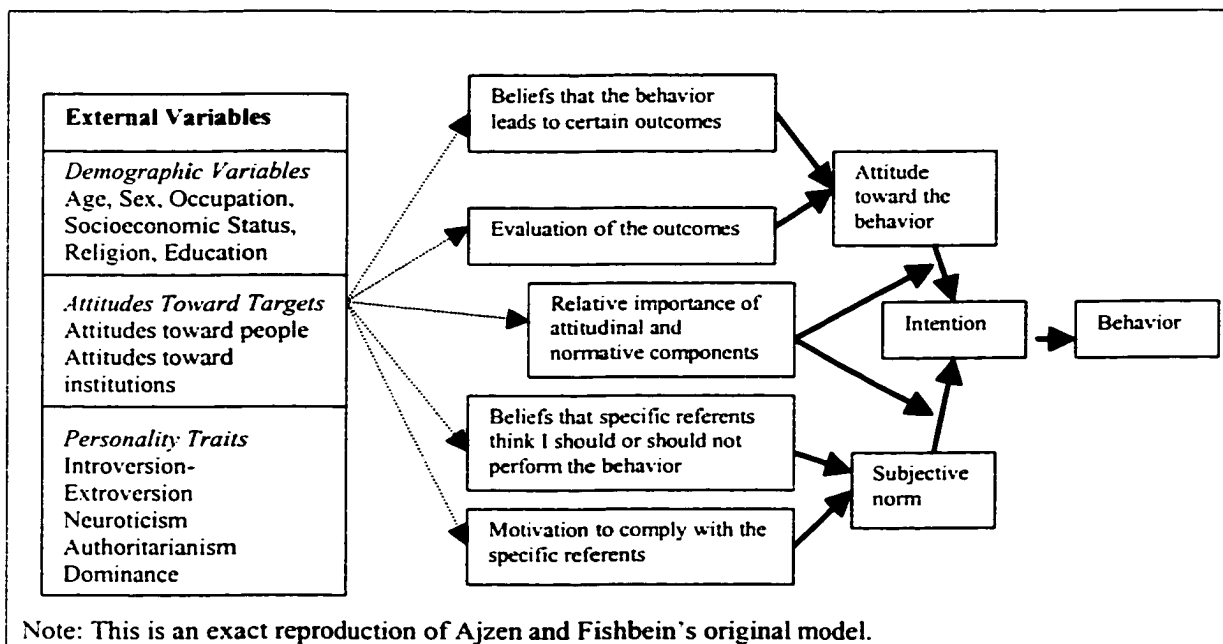 External Variables
Demographic Variables
Age, Sex, Occupation,
Socioeconomic Status,
Religion, Education
Attitudes Toward Targets
Attitudes toward people
Attitudes toward
institutions
Personality Traits
Introversion-
Extroversion
Neuroticism
Authoritarianism
Dominance
Beliefs that the behavior
leads to certain outcomes
Evaluation of the outcomes
Relative importance of
attitudinal and
normative components
Beliefs that specific referents
think I should or should not
perform the behavior
Motivation to comply with the
specific referents
Attitude
toward the
behavior
Subjective
norm
Intention
Behavior
Note: This is an exact reproduction of Ajzen and Fishbein's original model.